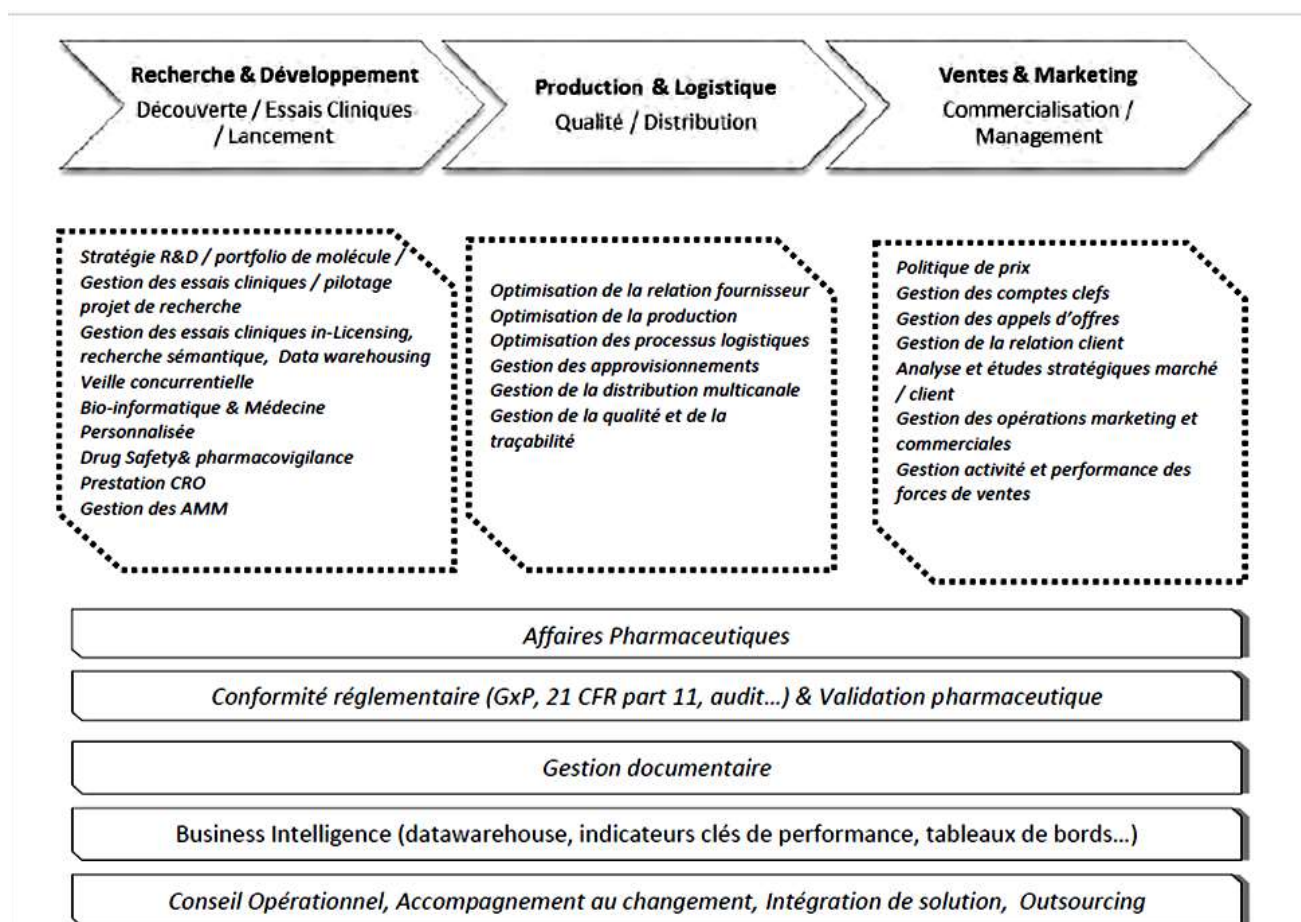 Recherche & Développement
Découverte / Essais Cliniques
/ Lancement
Production & Logistique
Qualité / Distribution
Ventes & Marketing
Commercialisation /
Management
Stratégie R&D / portfolio de molécule /
Gestion des essais cliniques / pilotage
projet de recherche
Gestion des essais cliniques in-Licensing,
recherche sémantique, Data warehousing
Veille concurrentielle
Bio-informatique & Médecine
Personnalisée
Drug Safety& pharmacovigilance
Prestation CRO
Gestion des AMM
Optimisation de la relation fournisseur
Optimisation de la production
Optimisation des processus logistiques
Gestion des approvisionnements
Gestion de la distribution multicanale
Gestion de la qualité et de la
traçabilité
Politique de prix
Gestion des comptes clefs
Gestion des appels d'offres
Gestion de la relation client
Analyse et études stratégiques marché
/ client
Gestion des opérations marketing et
commerciales
Gestion activité et performance des
forces de ventes
Affaires Pharmaceutiques
Conformité réglementaire (GxP, 21 CFR part 11, audit...) & Validation pharmaceutique
Gestion documentaire
Business Intelligence (datawarehouse, indicateurs clés de performance, tableaux de bords...)
Conseil Opérationnel, Accompagnement au changement, Intégration de solution, Outsourcing